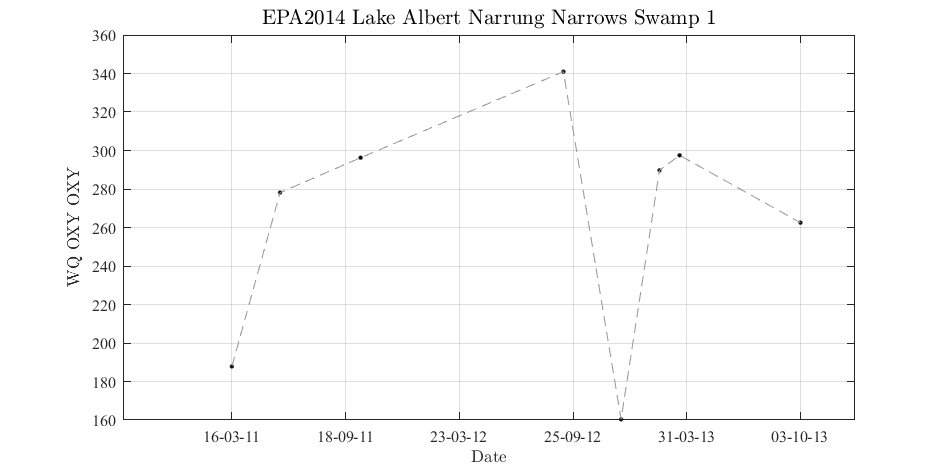 EPA2014 Lake Albert Narrung Narrows Swamp 1
360
340
320
300
280
260
240
220
200
180
160
WQ OXY OXY
16-03-11 18-09-11 23-03-12 25-09-12 31-03-13 03-10-13
Date